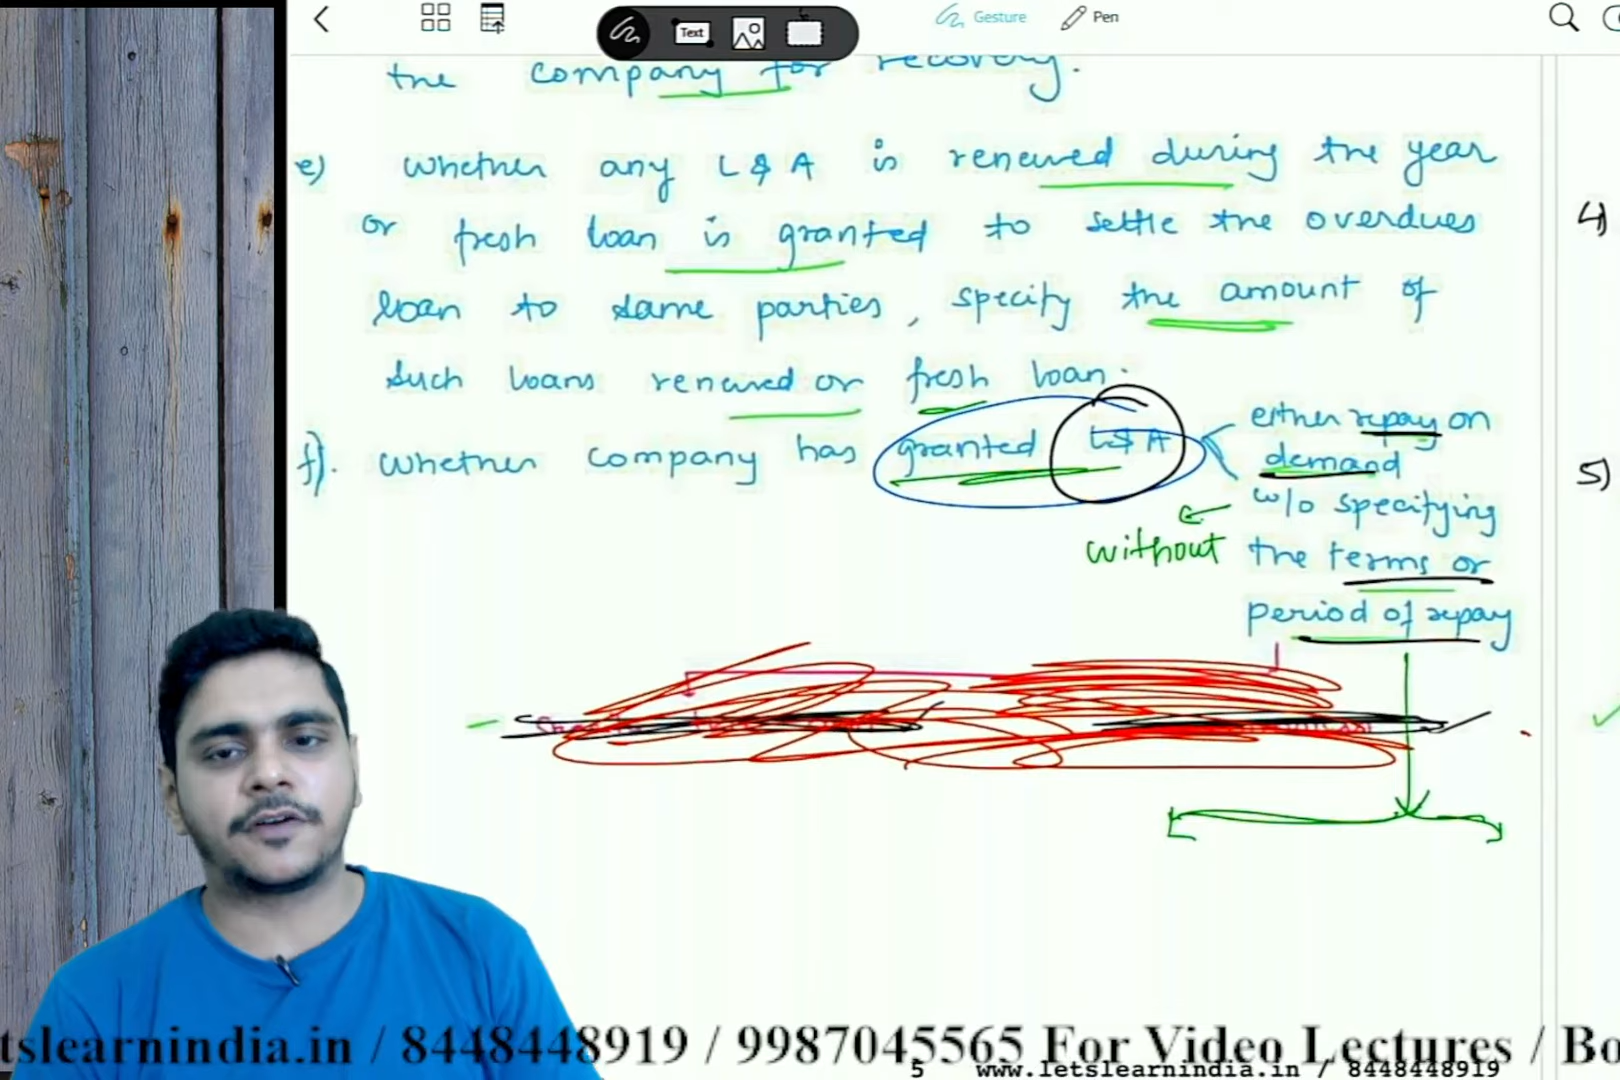 Text
Gesture
Pen
the company for recovery.
e) whether any L & A is renewed during the year
or fresh loan is granted to settle the overdues
loan to same parties, specify the amount of
such loans renewed or fresh loan.
f). whether company has granted L & A
either repay on
demand
w/o specifying
without
the terms or
period of repay
4)
5)
tslearnindia.in / 8448448919 / 9987045565 For Video Lectures / Bo
5 www.letslearnindia.in / 8448448919